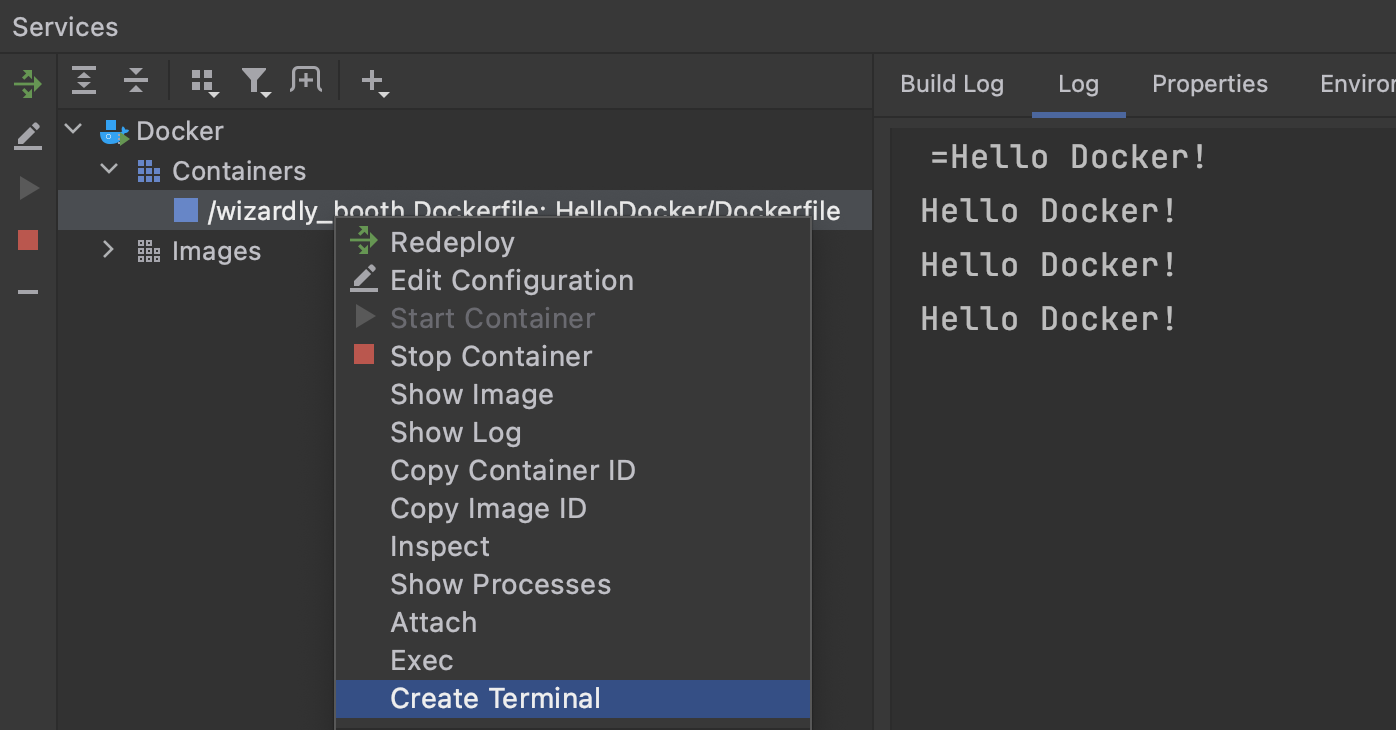 Services
Build Log Log Properties Environ
Docker
Containers
/wizardly_booth Dockerfile: HelloDocker/Dockerfile
Images
Redeploy
Edit Configuration
Start Container
Stop Container
Show Image
Show Log
Copy Container ID
Copy Image ID
Inspect
Show Processes
Attach
Exec
Create Terminal
=Hello Docker!
Hello Docker!
Hello Docker!
Hello Docker!